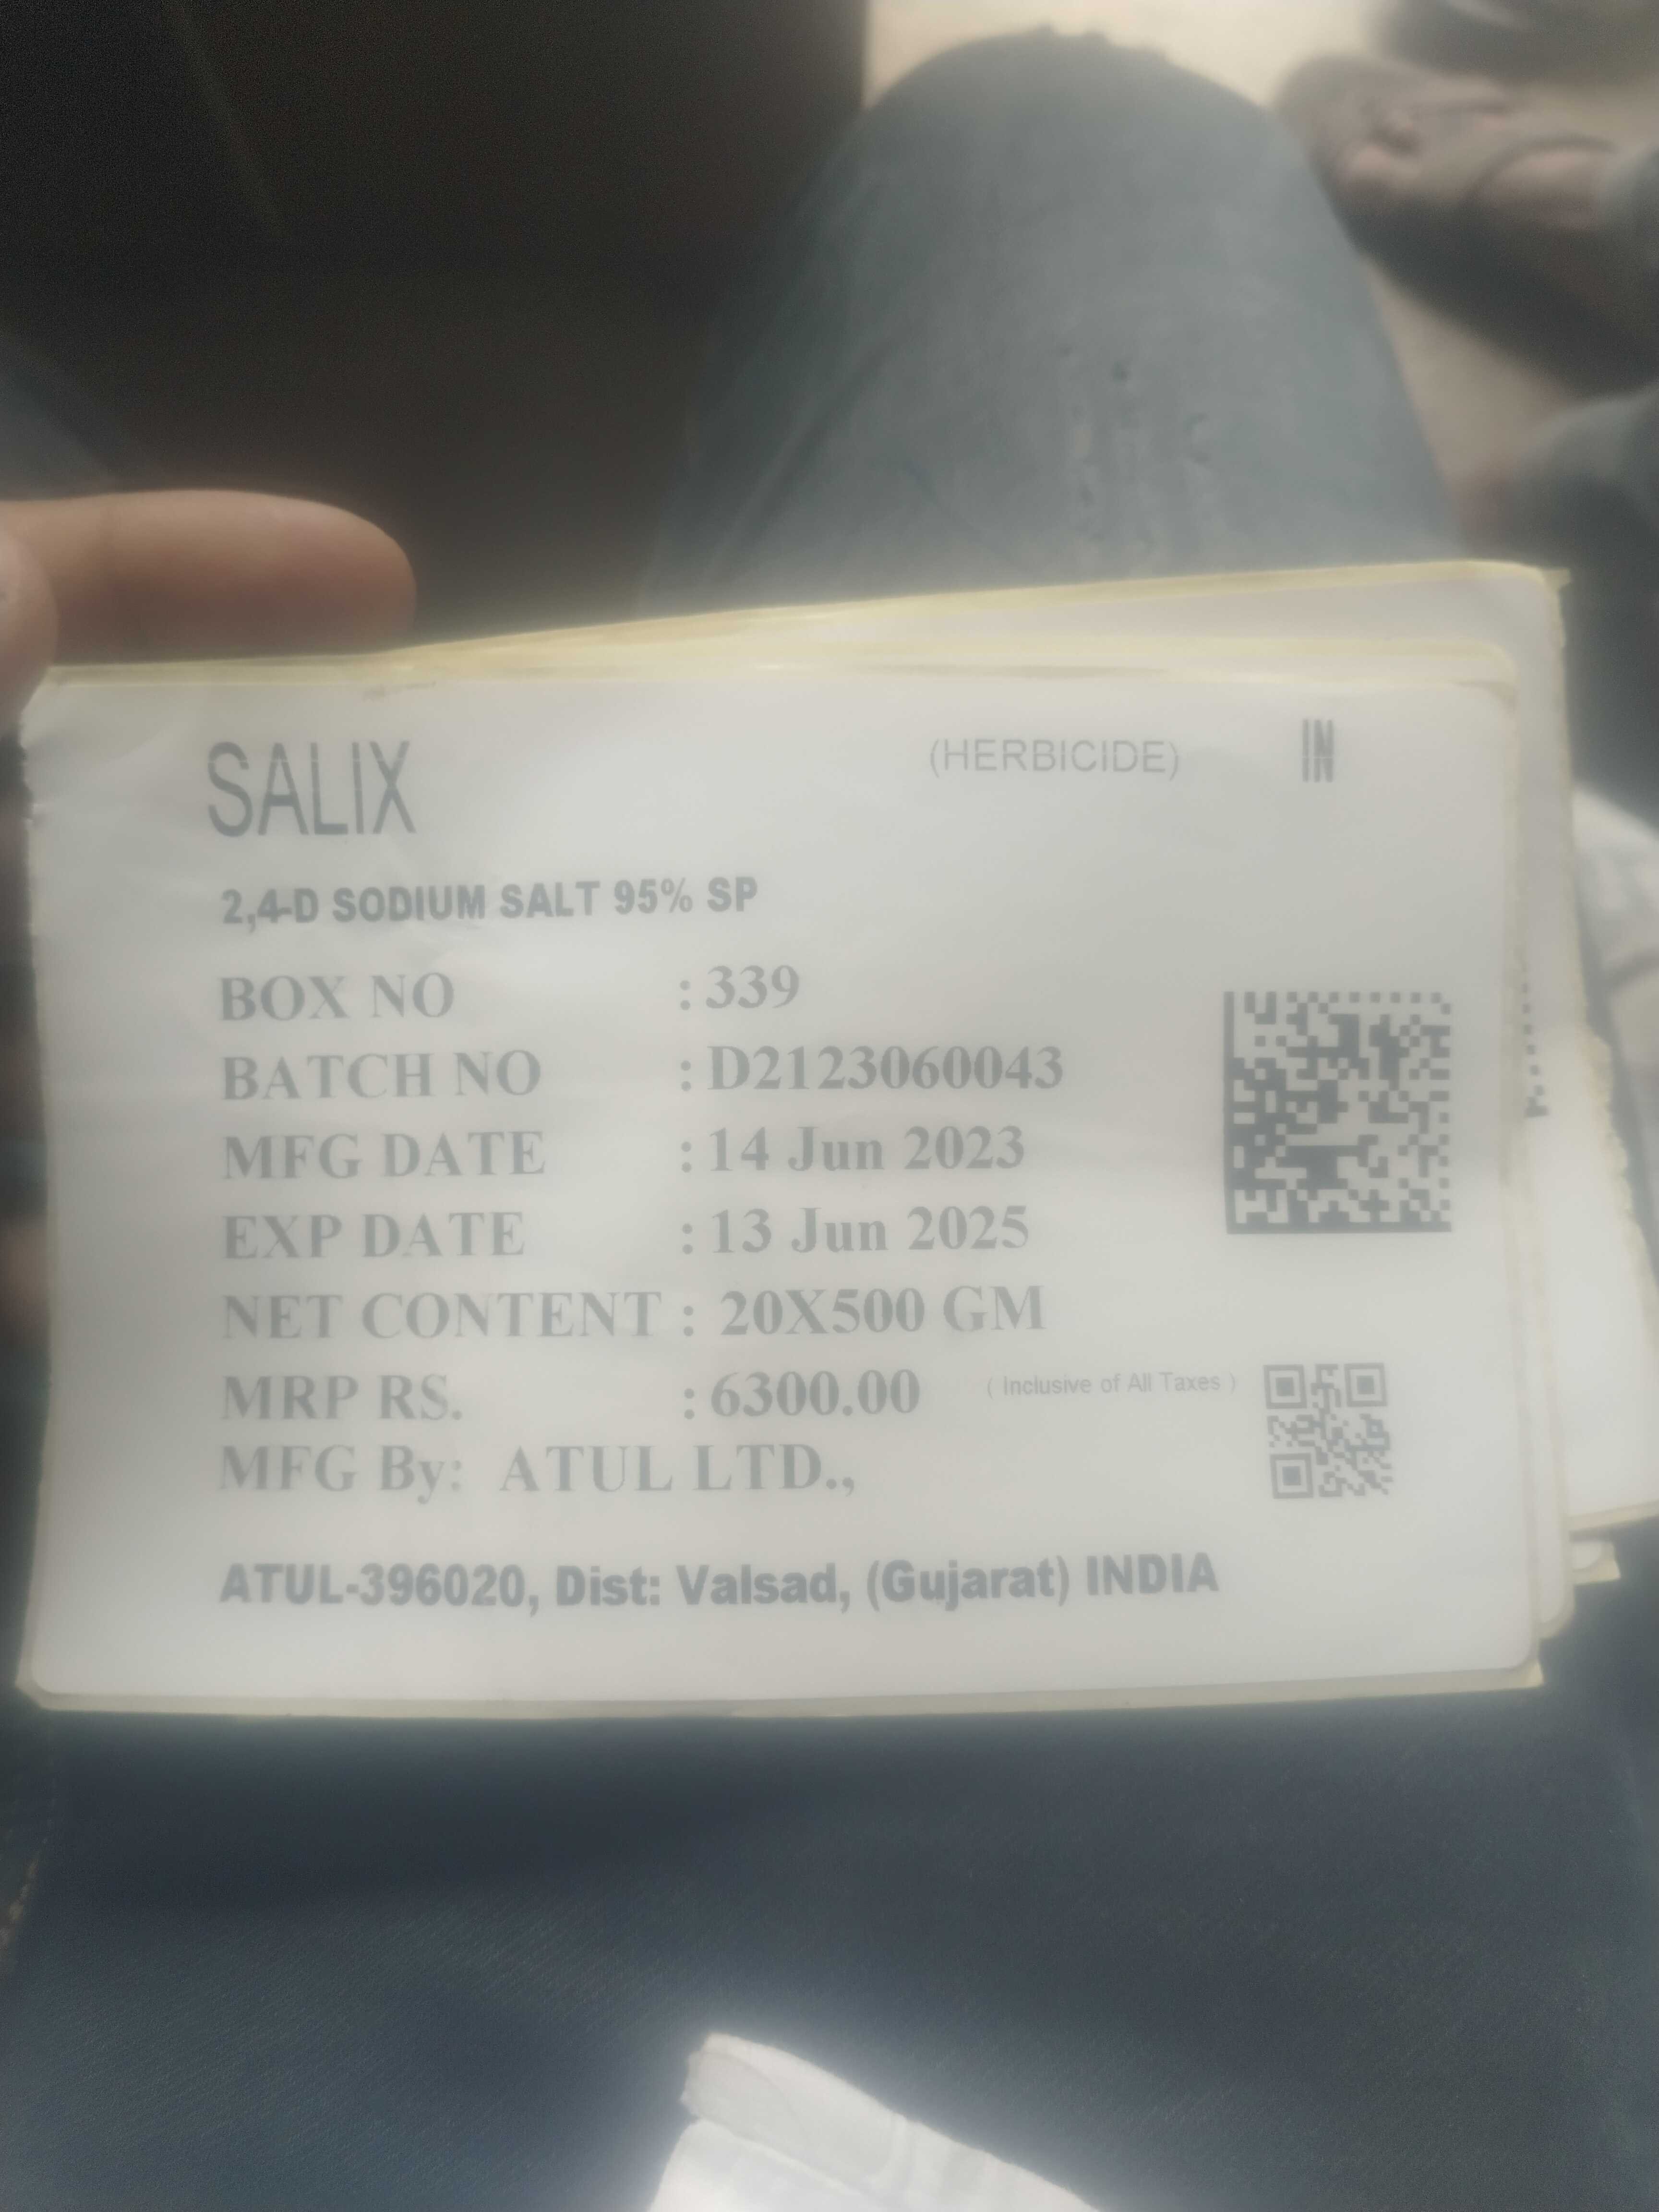 SALIX (HERBICIDE) IN
2,4-D SODIUM SALT 95% SP
BOX NO : 339
BATCH NO : D2123060043
MFG DATE : 14 Jun 2023
EXP DATE : 13 Jun 2025
NET CONTENT : 20X500 GM
MRP RS. : 6300.00 ( Inclusive of All Taxes )
MFG By: ATUL LTD.,
ATUL-396020, Dist: Valsad, (Gujarat) INDIA